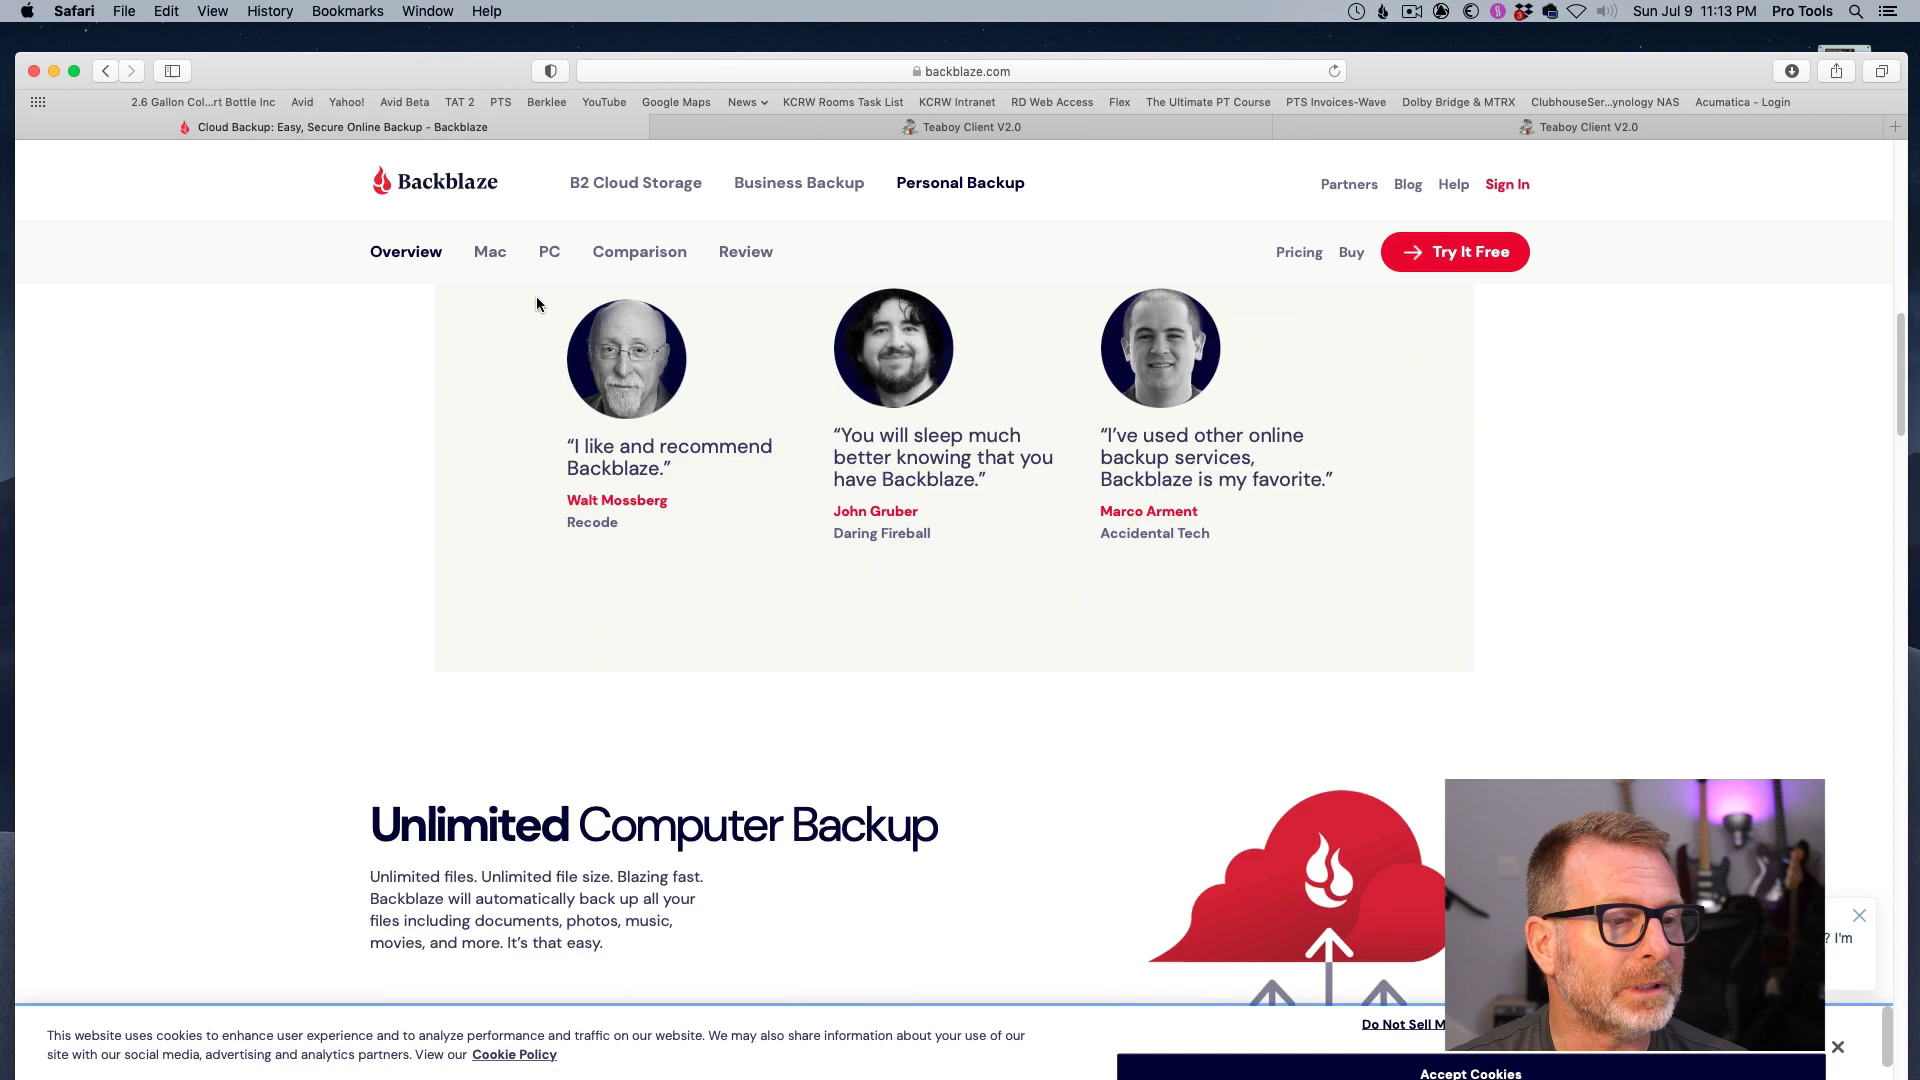 Safari File Edit View History Bookmarks Window Help
3 Sun Jul 9 11:13 PM Pro Tools
backblaze.com
2.6 Gallon Col...rt Bottle Inc Avid Yahoo! Avid Beta TAT 2 PTS Berklee YouTube Google Maps News KCRW Rooms Task List KCRW Intranet RD Web Access Flex The Ultimate PT Course PTS Invoices-Wave Dolby Bridge & MTRX ClubhouseSer...ynology NAS Acumatica - Login
Cloud Backup: Easy, Secure Online Backup - Backblaze
Teaboy Client V2.0
Teaboy Client V2.0
Backblaze B2 Cloud Storage Business Backup Personal Backup Partners Blog Help Sign In
Overview Mac PC Comparison Review Pricing Buy Try It Free
“I like and recommend
Backblaze.”
Walt Mossberg
Recode
“You will sleep much
better knowing that you
have Backblaze.”
John Gruber
Daring Fireball
“I’ve used other online
backup services,
Backblaze is my favorite.”
Marco Arment
Accidental Tech
Unlimited Computer Backup
Unlimited files. Unlimited file size. Blazing fast.
Backblaze will automatically back up all your
files including documents, photos, music,
movies, and more. It’s that easy.
? I'm
This website uses cookies to enhance user experience and to analyze performance and traffic on our website. We may also share information about your use of our
site with our social media, advertising and analytics partners. View our Cookie Policy
Do Not Sell M
Accept Cookies